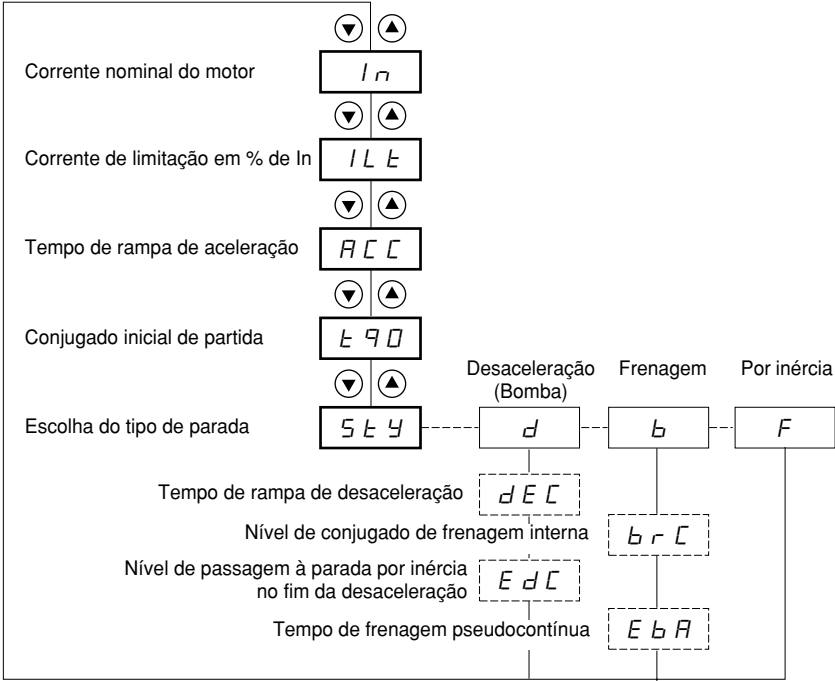 Corrente nominal do motor
In
Corrente de limitação em % de In
ILt
Tempo de rampa de aceleração
ACC
Conjugado inicial de partida
tq0
Desaceleração
(Bomba)
Frenagem
Por inércia
Escolha do tipo de parada
StY
d
b
F
Tempo de rampa de desaceleração
dEC
Nível de conjugado de frenagem interna
brC
Nível de passagem à parada por inércia
no fim da desaceleração
EdC
Tempo de frenagem pseudocontínua
EbA